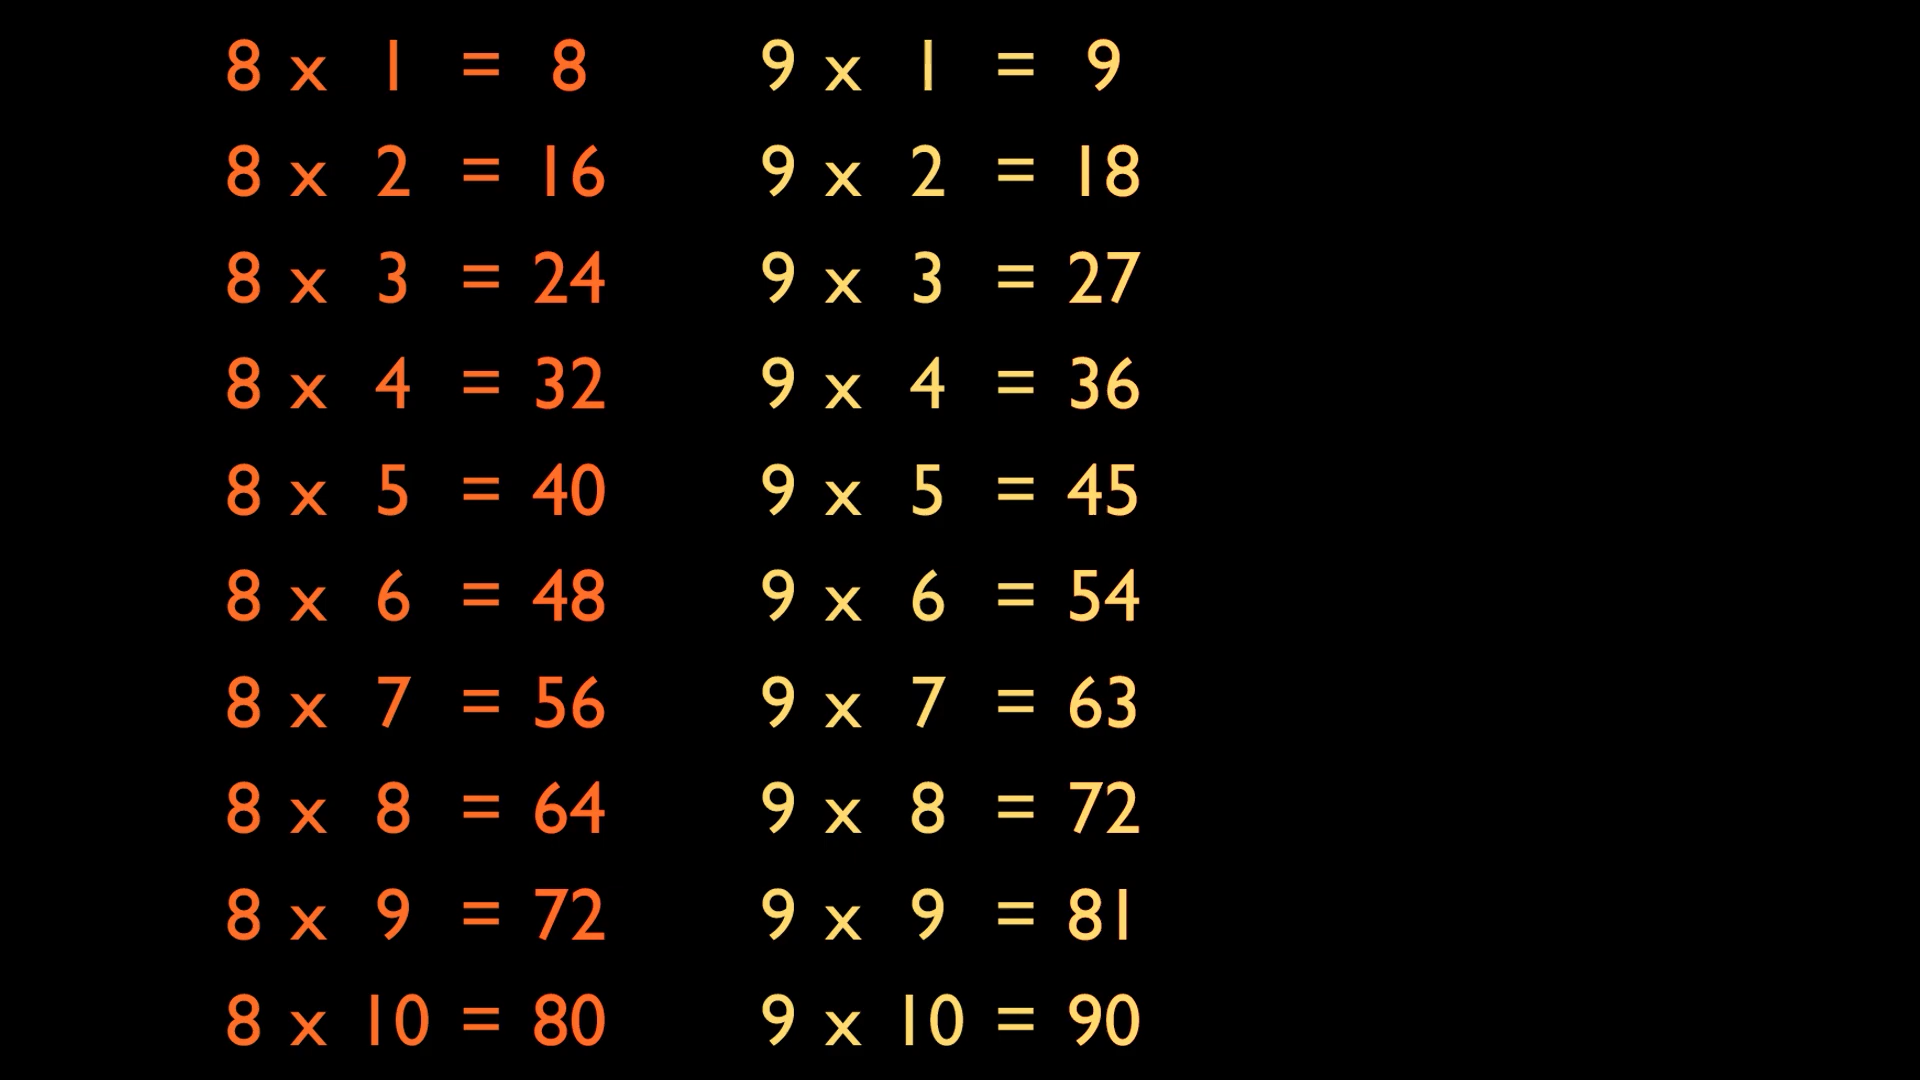 8 x 1 = 8 9 x 1 = 9
8 x 2 = 16 9 x 2 = 18
8 x 3 = 24 9 x 3 = 27
8 x 4 = 32 9 x 4 = 36
8 x 5 = 40 9 x 5 = 45
8 x 6 = 48 9 x 6 = 54
8 x 7 = 56 9 x 7 = 63
8 x 8 = 64 9 x 8 = 72
8 x 9 = 72 9 x 9 = 81
8 x 10 = 80 9 x 10 = 90